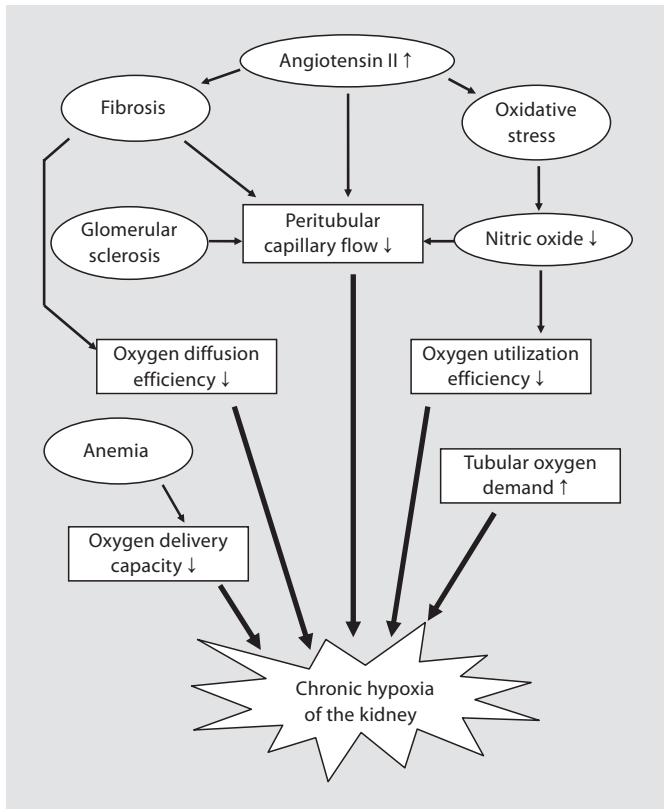 Angiotensin II ↑
Fibrosis
Oxidative
stress
Peritubular
capillary flow ↓
Glomerular
sclerosis
Nitric oxide ↓
Oxygen diffusion
efficiency ↓
Oxygen utilization
efficiency ↓
Anemia
Tubular oxygen
demand ↑
Oxygen delivery
capacity ↓
Chronic hypoxia
of the kidney